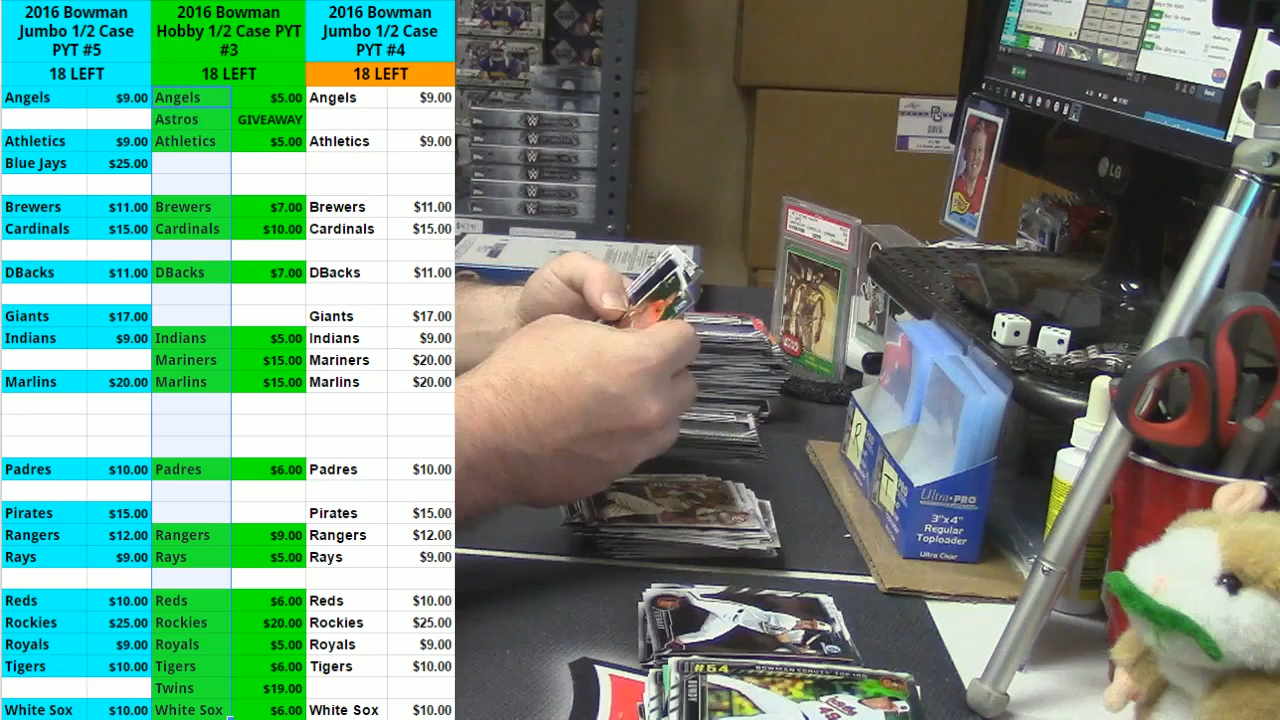 2016 Bowman Jumbo 1/2 Case PYT #5
18 LEFT
Angels $9.00
Athletics $9.00
Blue Jays $25.00
Brewers $11.00
Cardinals $15.00
DBacks $11.00
Giants $17.00
Indians $9.00
Marlins $20.00
Padres $10.00
Pirates $15.00
Rangers $12.00
Rays $9.00
Reds $10.00
Rockies $25.00
Royals $9.00
Tigers $10.00
White Sox $10.00
2016 Bowman Hobby 1/2 Case PYT #3
18 LEFT
Angels $5.00
Astros GIVEAWAY
Athletics $5.00
Brewers $7.00
Cardinals $10.00
DBacks $7.00
Indians $5.00
Mariners $15.00
Marlins $15.00
Padres $6.00
Rangers $9.00
Rays $5.00
Reds $6.00
Rockies $20.00
Royals $5.00
Tigers $6.00
Twins $19.00
White Sox $6.00
2016 Bowman Jumbo 1/2 Case PYT #4
18 LEFT
Angels $9.00
Athletics $9.00
Brewers $11.00
Cardinals $15.00
DBacks $11.00
Giants $17.00
Indians $9.00
Mariners $20.00
Marlins $20.00
Padres $10.00
Pirates $15.00
Rangers $12.00
Rays $9.00
Reds $10.00
Rockies $25.00
Royals $9.00
Tigers $10.00
White Sox $10.00
LG
R
T
Ultra•PRO
3"x4"
Regular
Toploader
Ultra Clear
#54
BOWMAN SCOUTS TOP 100
BUNDY